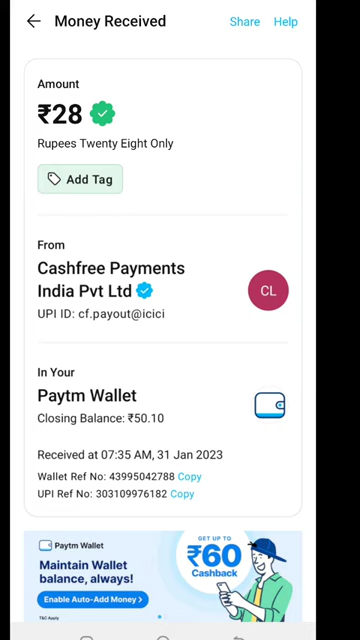 Money Received
Share
Help
Amount
₹28
Rupees Twenty Eight Only
Add Tag
From
Cashfree Payments
India Pvt Ltd
CL
UPI ID: cf.payout@icici
In Your
Paytm Wallet
Closing Balance: ₹50.10
Received at 07:35 AM, 31 Jan 2023
Wallet Ref No: 43995042788 Copy
UPI Ref No: 303109976182 Copy
Paytm Wallet
Maintain Wallet
balance, always!
Enable Auto-Add Money >
T&C Apply
GET UP TO
₹60
Cashback